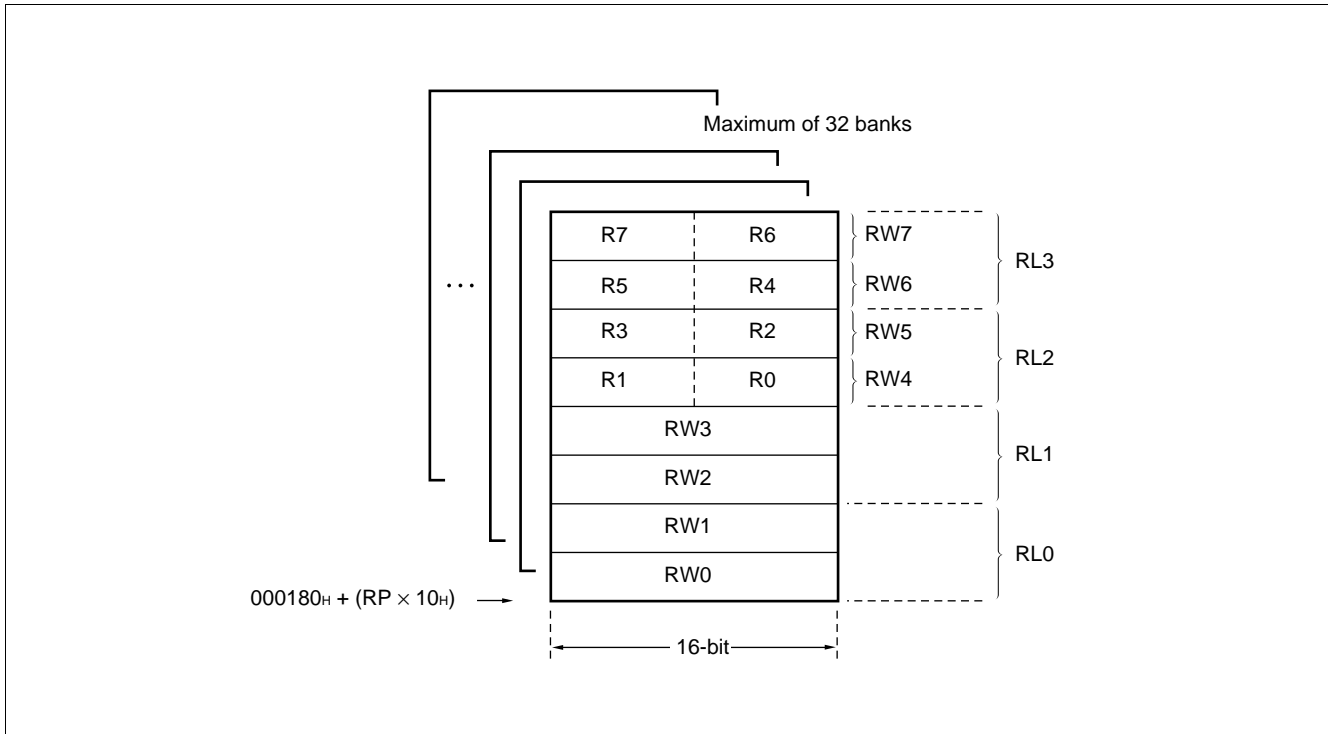 Maximum of 32 banks
R7 R6 RW7
RL3
... R5 R4 RW6
R3 R2 RW5
RL2
R1 R0 RW4
RW3
RL1
RW2
RW1
RL0
RW0
000180H + (RP × 10H)
16-bit